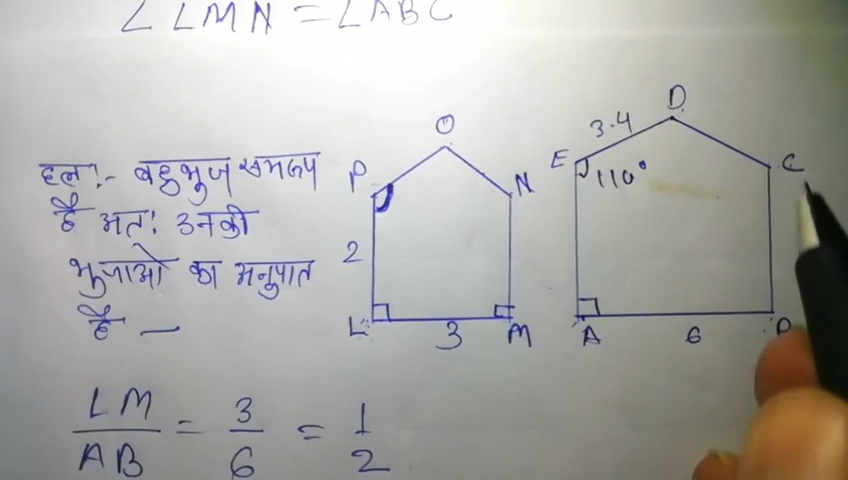 ∠LMN = ∠ABC
हल:- बहुभुज समरूप
है अत: उनकी
भुजाओं का अनुपात
है —
O
P
N
2
L
3
M
D
3.4
E
C
110°
A
6
LM/AB = 3/6 = 1/2